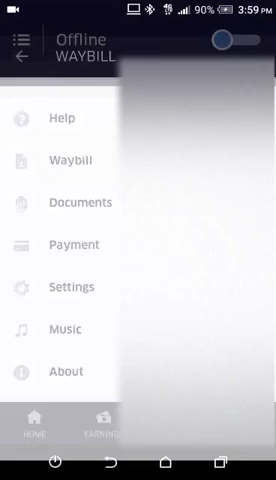 90% 3:59 PM
Offline
WAYBILL
Help
Waybill
Documents
Payment
Settings
Music
About
HOME